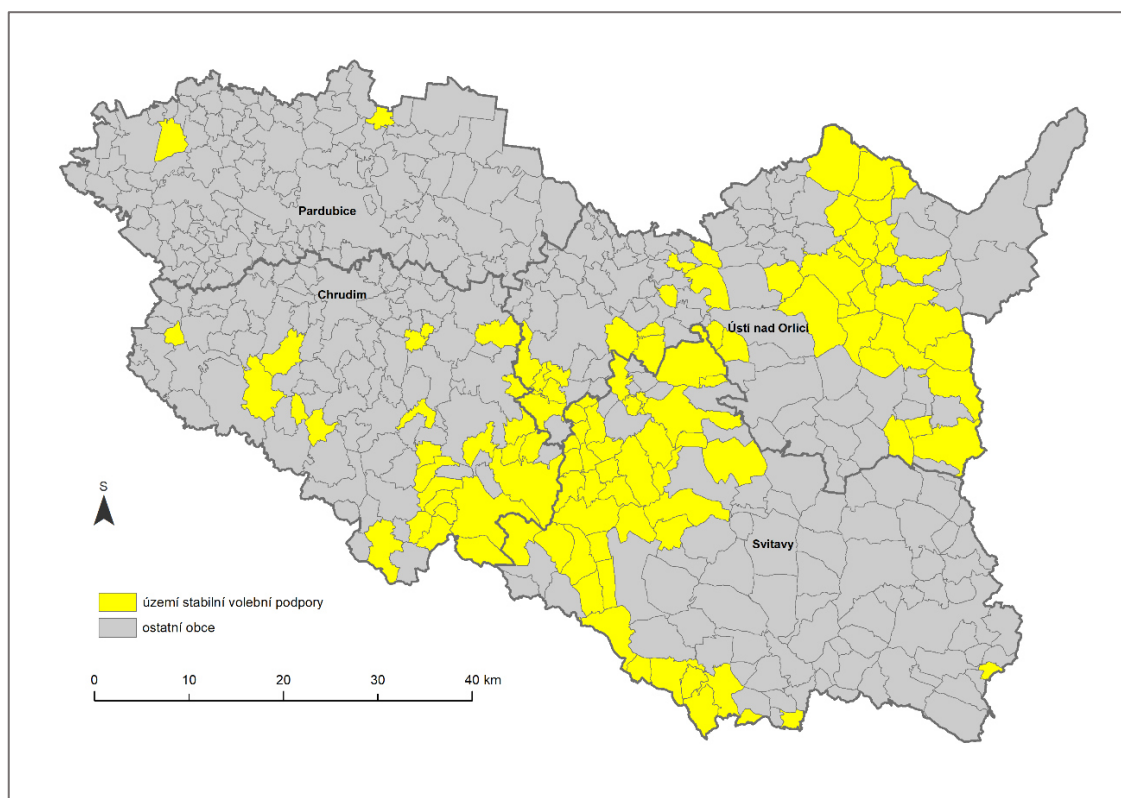 Pardubice
Chrudim
Ústí nad Orlicí
Svitavy
S
území stabilní volební podpory
ostatní obce
0 10 20 30 40 km